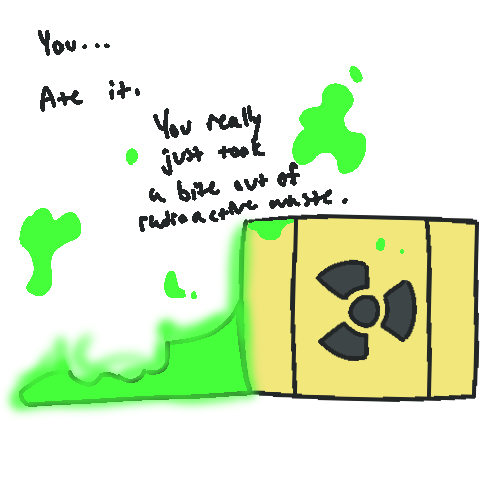 You...
Ate it.
You really
just took
a bite out of
radioactive waste.